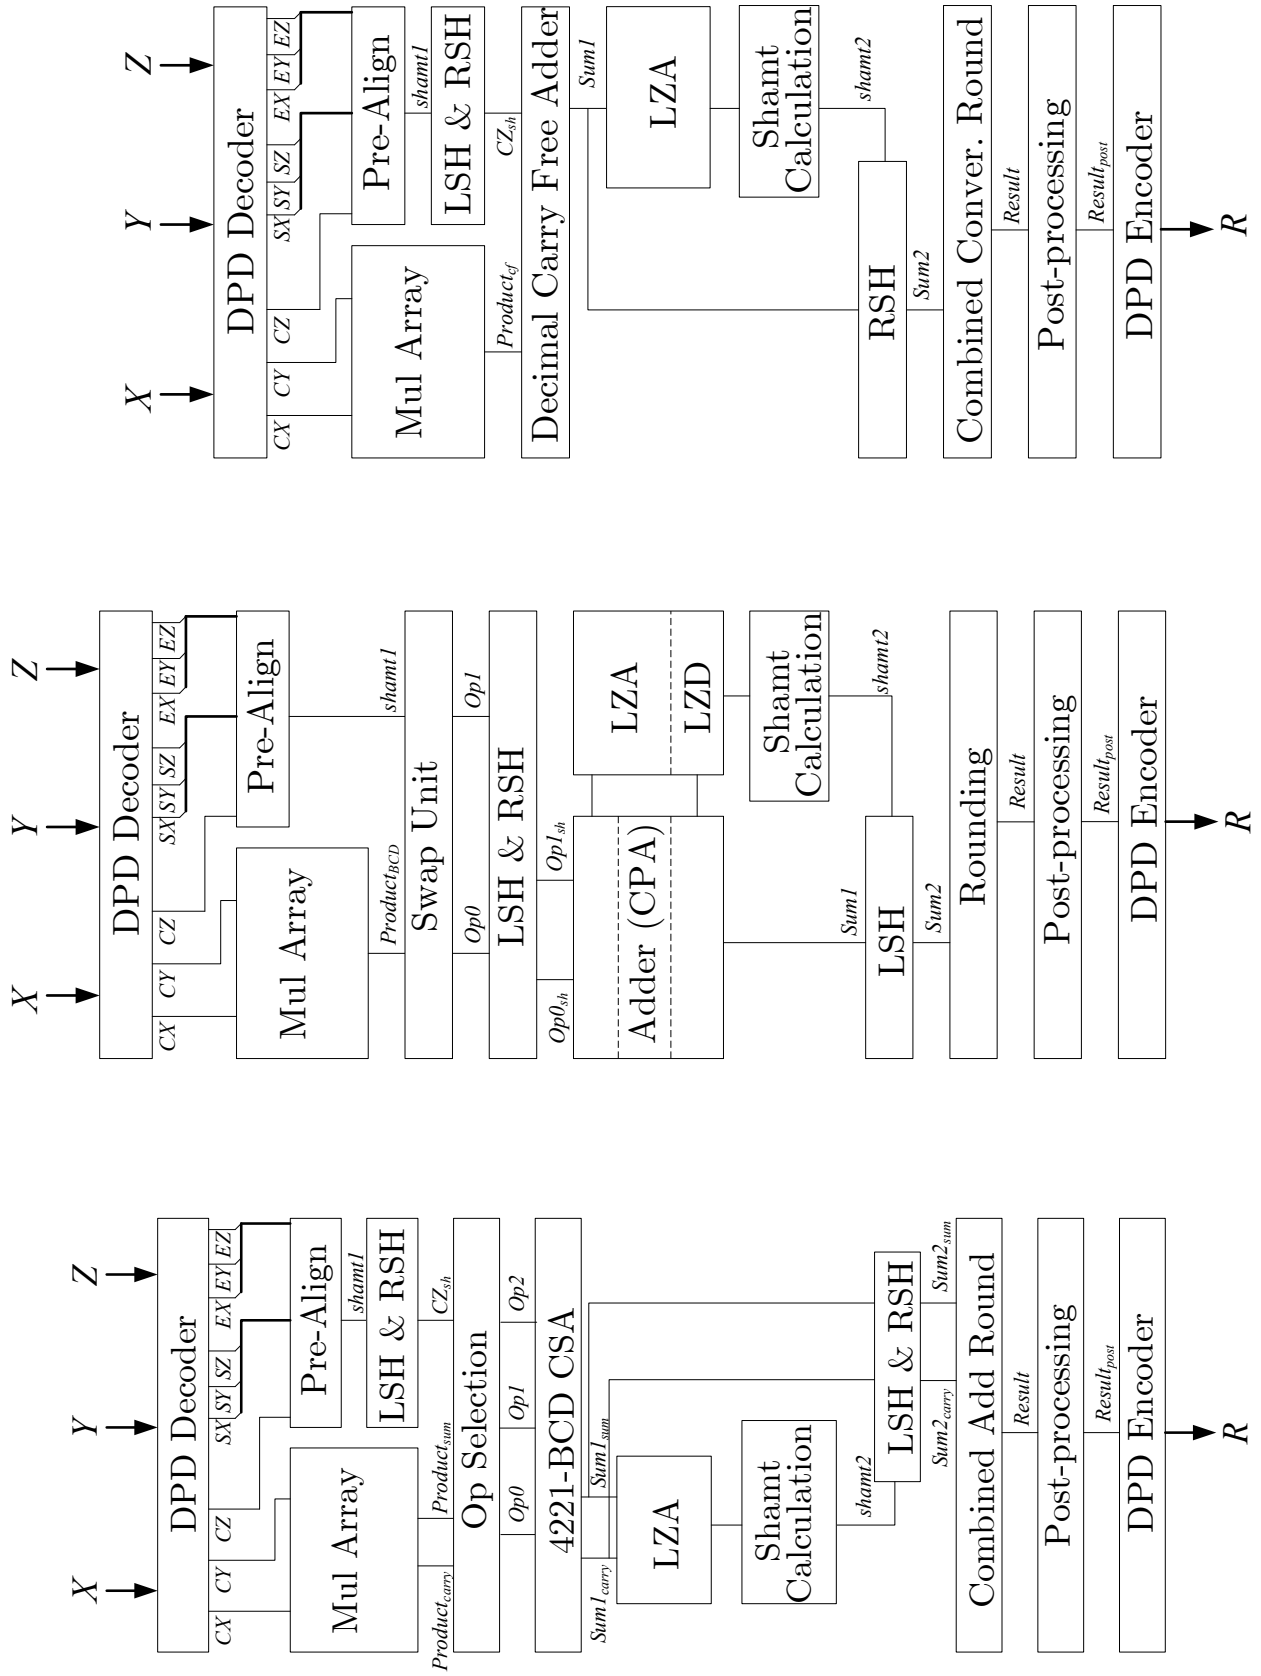 X
Y
Z
DPD Decoder
CX
CY
CZ
SX
SY
SZ
EX
EY
EZ
Mul Array
Pre-Align
shamt1
LSH & RSH
Product_carry
Product_sum
CZ_sh
Op Selection
Op0
Op1
Op2
4221-BCD CSA
Sum1_carry
Sum1_sum
LZA
Shamt
Calculation
shamt2
LSH & RSH
Sum2_carry
Sum2_sum
Combined Add Round
Result
Post-processing
Result_post
DPD Encoder
R
X
Y
Z
DPD Decoder
CX
CY
CZ
SX
SY
SZ
EX
EY
EZ
Mul Array
Pre-Align
Product_BCD
shamt1
Swap Unit
Op0
Op1
LSH & RSH
Op0_sh
Op1_sh
Adder (CPA)
LZA
LZD
Shamt
Calculation
Sum1
shamt2
LSH
Sum2
Rounding
Result
Post-processing
Result_post
DPD Encoder
R
X
Y
Z
DPD Decoder
CX
CY
CZ
SX
SY
SZ
EX
EY
EZ
Mul Array
Pre-Align
shamt1
LSH & RSH
Product_cf
CZ_sh
Decimal Carry Free Adder
Sum1
LZA
Shamt
Calculation
shamt2
RSH
Sum2
Combined Conver. Round
Result
Post-processing
Result_post
DPD Encoder
R